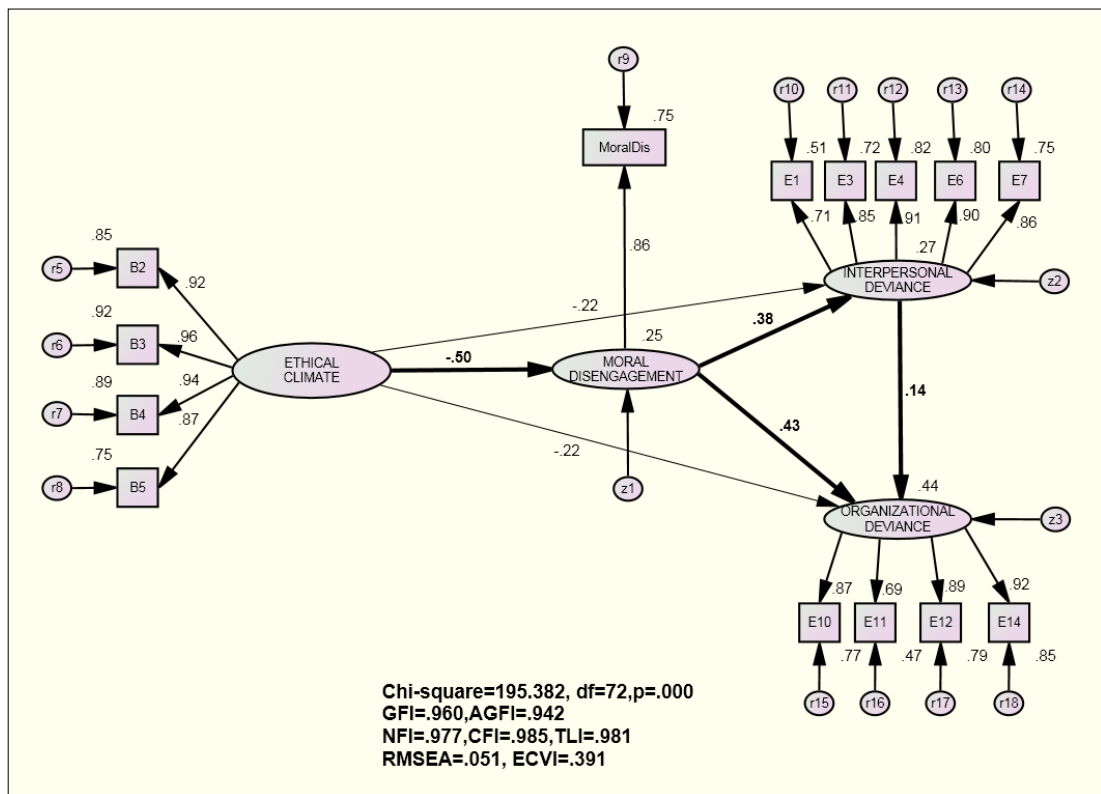 r9
.75
MoralDis
.86
r10
r11
r12
r13
r14
.51
.72
.82
.80
.75
E1
E3
E4
E6
E7
.71
.85
.91
.90
.86
.27
INTERPERSONAL
DEVIANCE
z2
.85
r5
B2
.92
.92
r6
B3
.96
.89
r7
B4
.94
.75
r8
B5
.87
ETHICAL
CLIMATE
-.22
-.50
-.22
.25
MORAL
DISENGAGEMENT
z1
.38
.43
.14
.44
ORGANIZATIONAL
DEVIANCE
z3
.87
.69
.89
.92
E10
E11
E12
E14
.77
.47
.79
.85
r15
r16
r17
r18
Chi-square=195.382, df=72,p=.000
GFI=.960,AGFI=.942
NFI=.977,CFI=.985,TLI=.981
RMSEA=.051, ECVI=.391